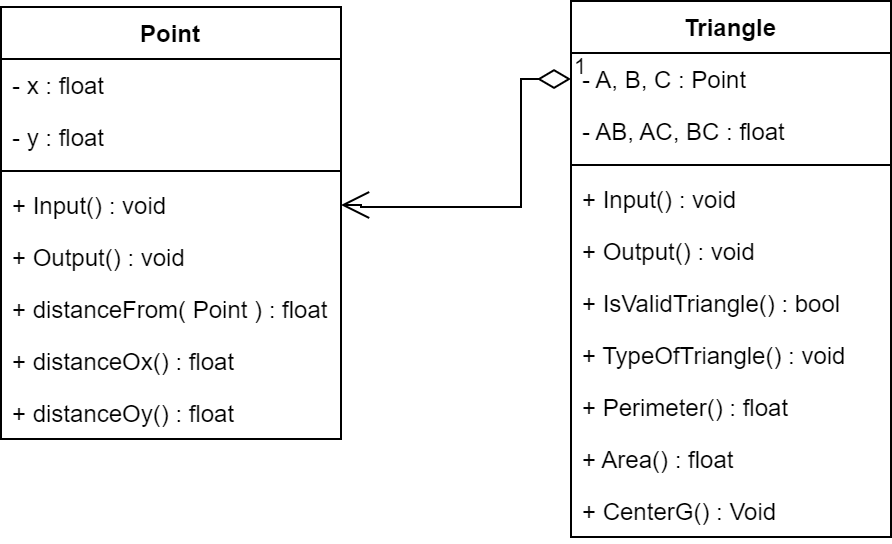 Point
- x : float
- y : float
+ Input() : void
+ Output() : void
+ distanceFrom( Point ) : float
+ distanceOx() : float
+ distanceOy() : float
1
Triangle
- A, B, C : Point
- AB, AC, BC : float
+ Input() : void
+ Output() : void
+ IsValidTriangle() : bool
+ TypeOfTriangle() : void
+ Perimeter() : float
+ Area() : float
+ CenterG() : Void